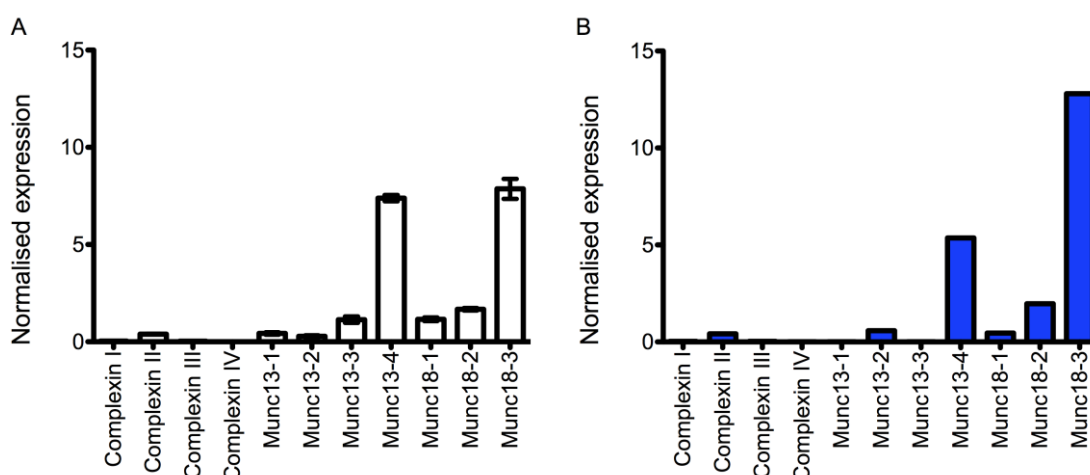 A
Normalised expression
15
10
5
0
Complexin I
Complexin II
Complexin III
Complexin IV
Munc13-1
Munc13-2
Munc13-3
Munc13-4
Munc18-1
Munc18-2
Munc18-3
B
Normalised expression
15
10
5
0
Complexin I
Complexin II
Complexin III
Complexin IV
Munc13-1
Munc13-2
Munc13-3
Munc13-4
Munc18-1
Munc18-2
Munc18-3